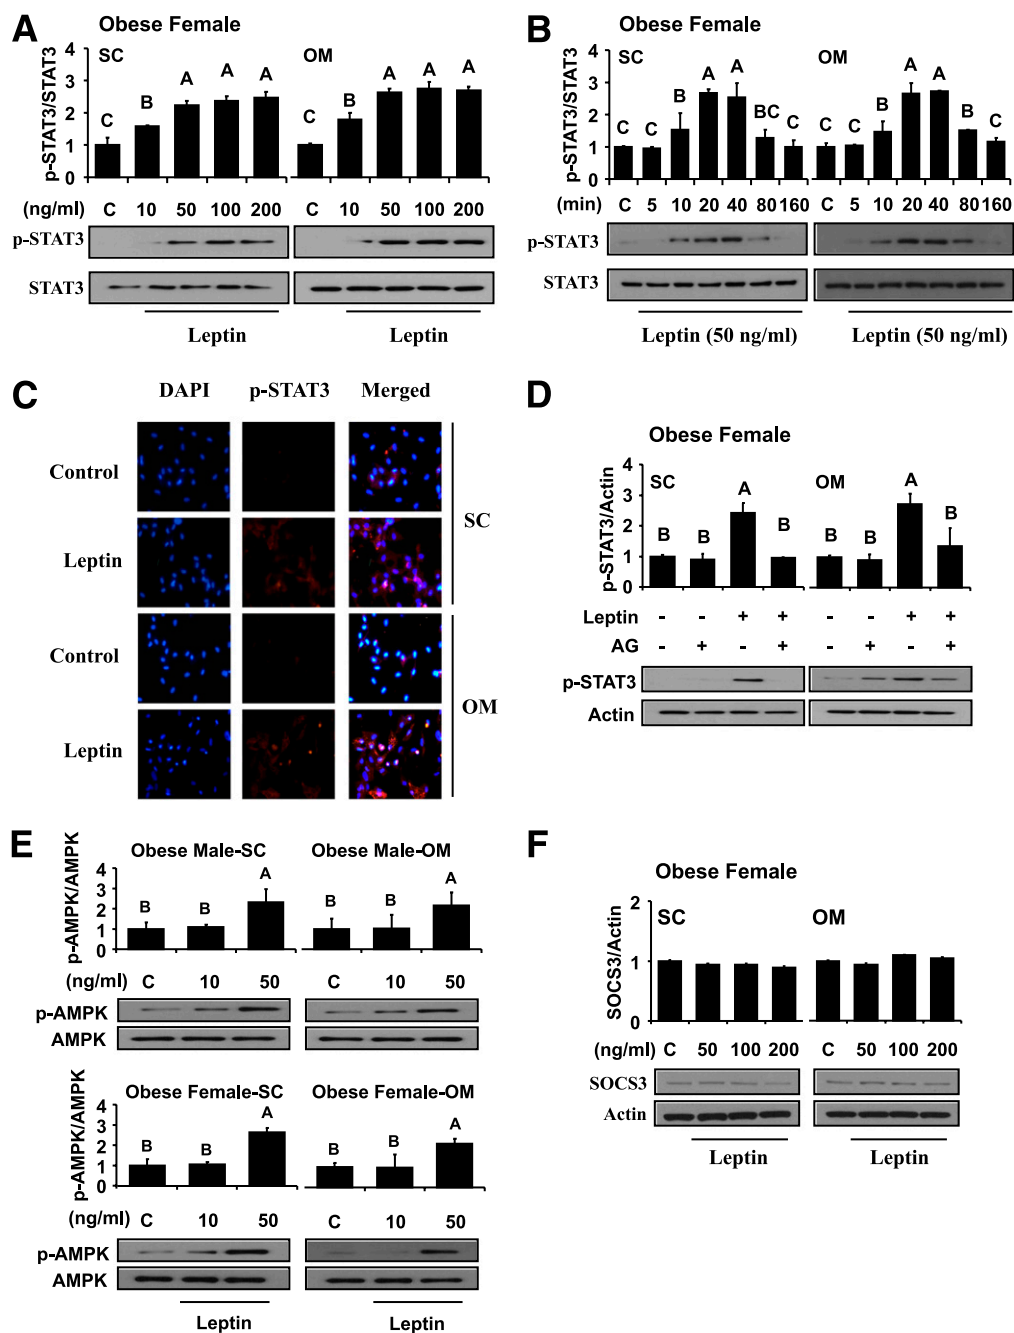 A
Obese Female
p-STAT3/STAT3
4
3
2
1
0
SC
C B A A A
OM
C B A A A
(ng/ml) C 10 50 100 200 C 10 50 100 200
p-STAT3
STAT3
Leptin Leptin
B
Obese Female
p-STAT3/STAT3
4
3
2
1
0
SC
C C B A A BC C
OM
C C B A A B C
(min) C 5 10 20 40 80 160 C 5 10 20 40 80 160
p-STAT3
STAT3
Leptin (50 ng/ml) Leptin (50 ng/ml)
C
DAPI p-STAT3 Merged
Control
Leptin
SC
Control
Leptin
OM
D
Obese Female
p-STAT3/Actin
4
3
2
1
0
SC
B B A B
OM
B B A B
Leptin - - + + - - + +
AG - + - + - + - +
p-STAT3
Actin
E
Obese Male-SC Obese Male-OM
p-AMPK/AMPK
4
3
2
1
0
B B A B B A
(ng/ml) C 10 50 C 10 50
p-AMPK
AMPK
Obese Female-SC Obese Female-OM
p-AMPK/AMPK
4
3
2
1
0
B B A B B A
(ng/ml) C 10 50 C 10 50
p-AMPK
AMPK
Leptin Leptin
F
Obese Female
SOCS3/Actin
2
1
0
SC OM
(ng/ml) C 50 100 200 C 50 100 200
SOCS3
Actin
Leptin Leptin